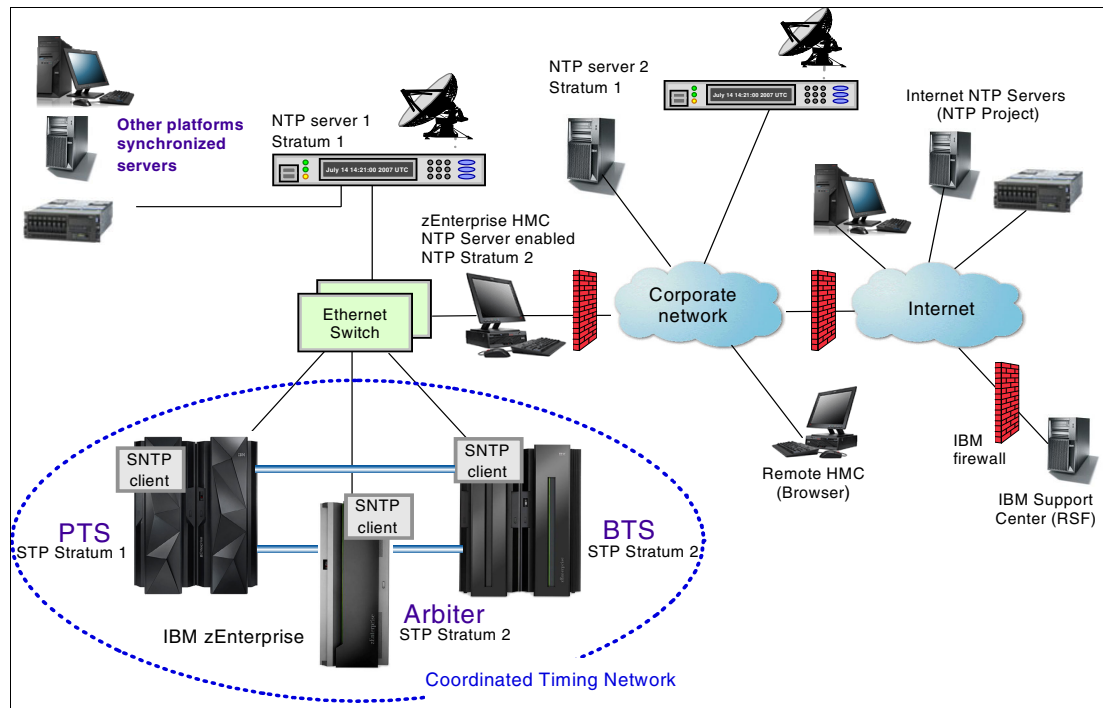 NTP server 2
Stratum 1
July 14 14:21:00 2007 UTC
Internet NTP Servers
(NTP Project)
Other platforms
synchronized
servers
NTP server 1
Stratum 1
July 14 14:21:00 2007 UTC
zEnterprise HMC
NTP Server enabled
NTP Stratum 2
Ethernet
Switch
Corporate
network
Internet
SNTP
client
SNTP
client
SNTP
client
PTS
STP Stratum 1
BTS
STP Stratum 2
Arbiter
STP Stratum 2
IBM zEnterprise
Coordinated Timing Network
Remote HMC
(Browser)
IBM
firewall
IBM Support
Center (RSF)